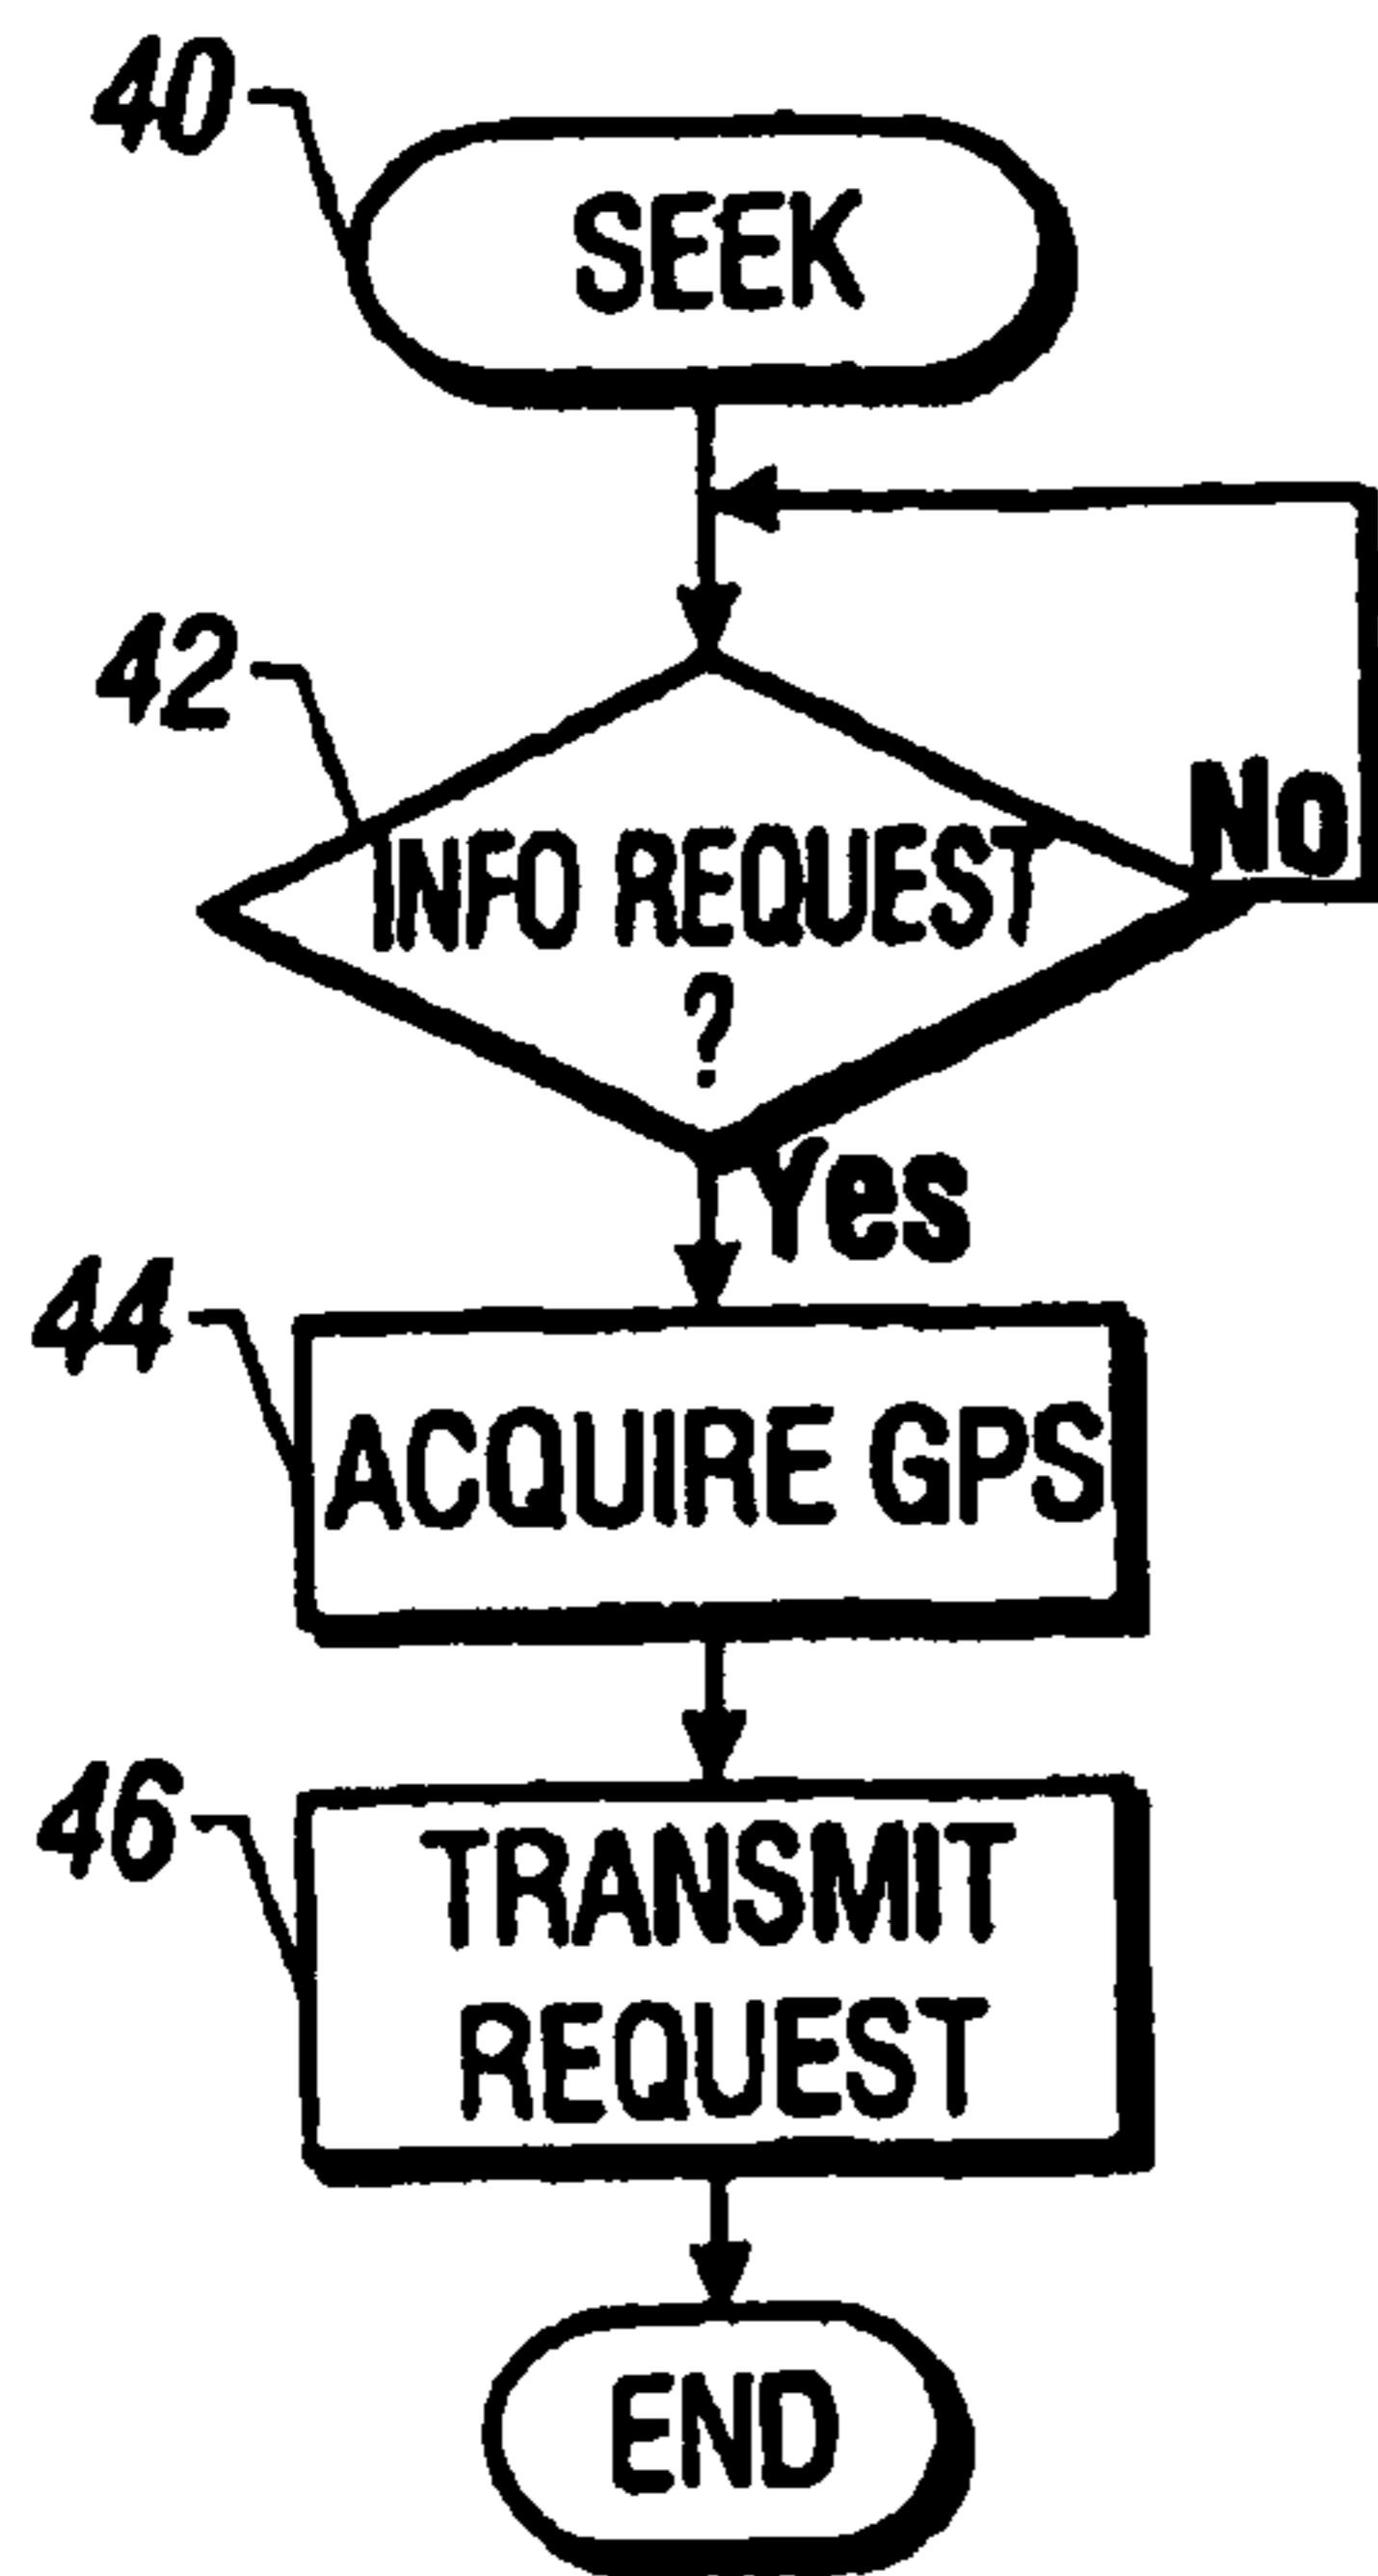 40
SEEK
42
INFO REQUEST
?
No
Yes
44
ACQUIRE GPS
46
TRANSMIT
REQUEST
END